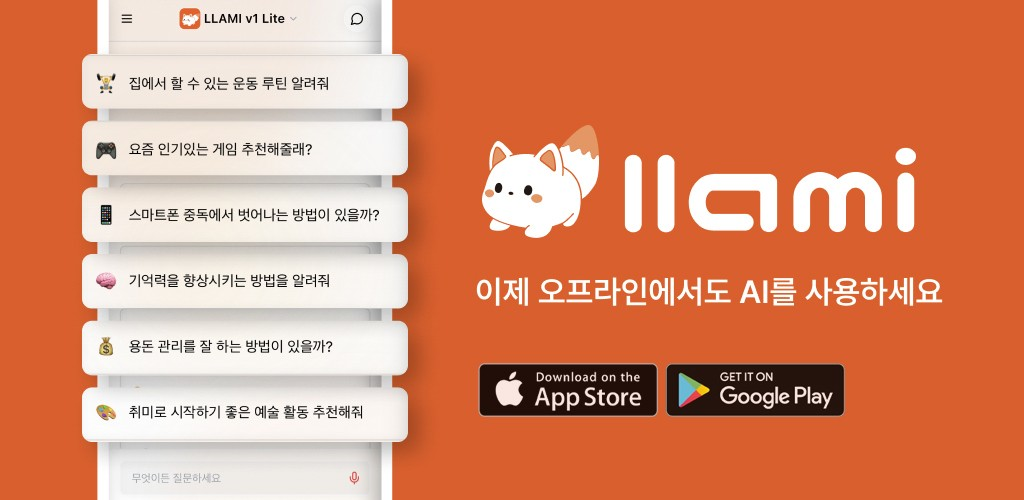 LLAMI v1 Lite
집에서 할 수 있는 운동 루틴 알려줘
요즘 인기있는 게임 추천해줄래?
스마트폰 중독에서 벗어나는 방법이 있을까?
기억력을 향상시키는 방법을 알려줘
용돈 관리를 잘 하는 방법이 있을까?
취미로 시작하기 좋은 예술 활동 추천해줘
무엇이든 질문하세요
llami
이제 오프라인에서도 AI를 사용하세요
Download on the
App Store
GET IT ON
Google Play